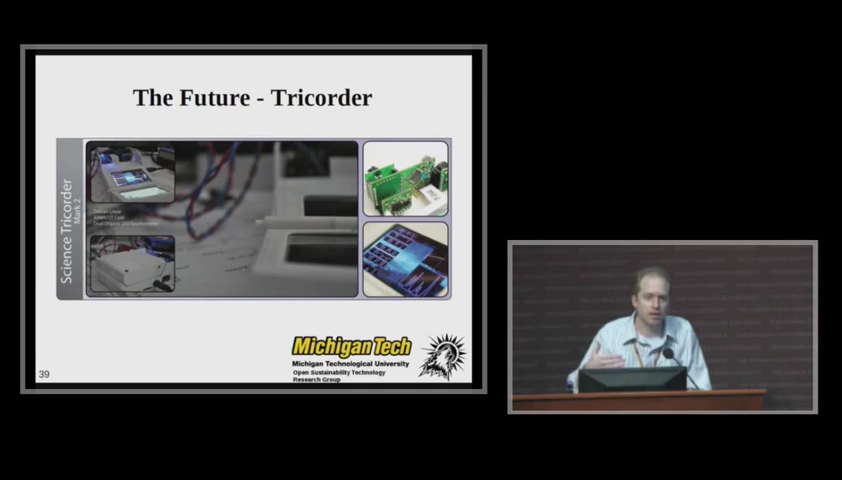 The Future - Tricorder
Science Tricorder
Mark 2
Michigan Tech
Michigan Technological University
Open Sustainability Technology
Research Group
39